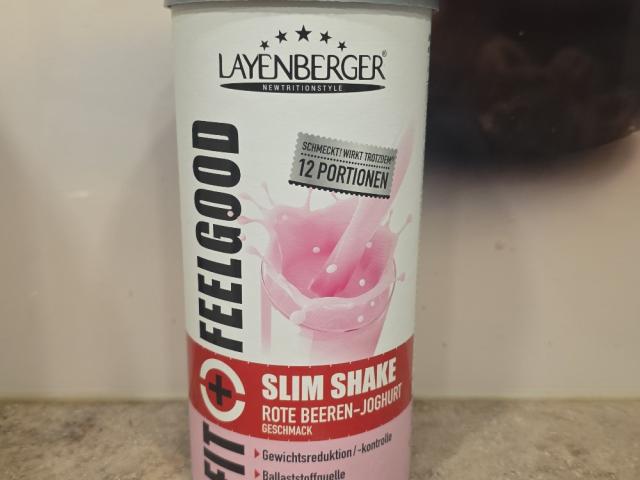 LAYENBERGER®
NEWTRITIONSTYLE
SCHMECKT! WIRKT TROTZDEM!
12 PORTIONEN
FIT + FEELGOOD
SLIM SHAKE
ROTE BEEREN-JOGHURT
GESCHMACK
Gewichtsreduktion/-kontrolle
Ballaststoffquelle